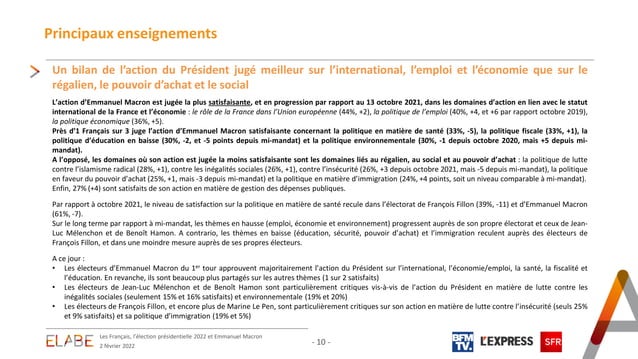 Principaux enseignements
Un bilan de l’action du Président jugé meilleur sur l’international, l’emploi et l’économie que sur le
régalien, le pouvoir d’achat et le social
L’action d’Emmanuel Macron est jugée la plus satisfaisante, et en progression par rapport au 13 octobre 2021, dans les domaines d’action en lien avec le statut
international de la France et l’économie : le rôle de la France dans l’Union européenne (44%, +2), la politique de l’emploi (40%, +4, et +6 par rapport octobre 2019),
la politique économique (36%, +5).
Près d’1 Français sur 3 juge l’action d’Emmanuel Macron satisfaisante concernant la politique en matière de santé (33%, -5), la politique fiscale (33%, +1), la
politique d’éducation en baisse (30%, -2, et -5 points depuis mi-mandat) et la politique environnementale (30%, -1 depuis octobre 2020, mais +5 depuis mi-
mandat).
A l’opposé, les domaines où son action est jugée la moins satisfaisante sont les domaines liés au régalien, au social et au pouvoir d’achat : la politique de lutte
contre l’islamisme radical (28%, +1), contre les inégalités sociales (26%, +1), contre l’insécurité (26%, +3 depuis octobre 2021, mais -5 depuis mi-mandat), la politique
en faveur du pouvoir d’achat (25%, +1, mais -3 depuis mi-mandat) et la politique en matière d’immigration (24%, +4 points, soit un niveau comparable à mi-mandat).
Enfin, 27% (+4) sont satisfaits de son action en matière de gestion des dépenses publiques.
Par rapport à octobre 2021, le niveau de satisfaction sur la politique en matière de santé recule dans l’électorat de François Fillon (39%, -11) et d’Emmanuel Macron
(61%, -7).
Sur le long terme par rapport à mi-mandat, les thèmes en hausse (emploi, économie et environnement) progressent auprès de son propre électorat et ceux de Jean-
Luc Mélenchon et de Benoît Hamon. A contrario, les thèmes en baisse (éducation, sécurité, pouvoir d’achat) et l’immigration reculent auprès des électeurs de
François Fillon, et dans une moindre mesure auprès de ses propres électeurs.
A ce jour :
• Les électeurs d’Emmanuel Macron du 1er tour approuvent majoritairement l’action du Président sur l’international, l’économie/emploi, la santé, la fiscalité et
l’éducation. En revanche, ils sont beaucoup plus partagés sur les autres thèmes (1 sur 2 satisfaits)
• Les électeurs de Jean-Luc Mélenchon et de Benoît Hamon sont particulièrement critiques vis-à-vis de l’action du Président en matière de lutte contre les
inégalités sociales (seulement 15% et 16% satisfaits) et environnementale (19% et 20%)
• Les électeurs de François Fillon, et encore plus de Marine Le Pen, sont particulièrement critiques sur son action en matière de lutte contre l’insécurité (seuls 25%
et 9% satisfaits) et sa politique d’immigration (19% et 5%)
ELABE
Les Français, l’élection présidentielle 2022 et Emmanuel Macron
2 février 2022
- 10 -
BFM
TV.
L'EXPRESS
SFR